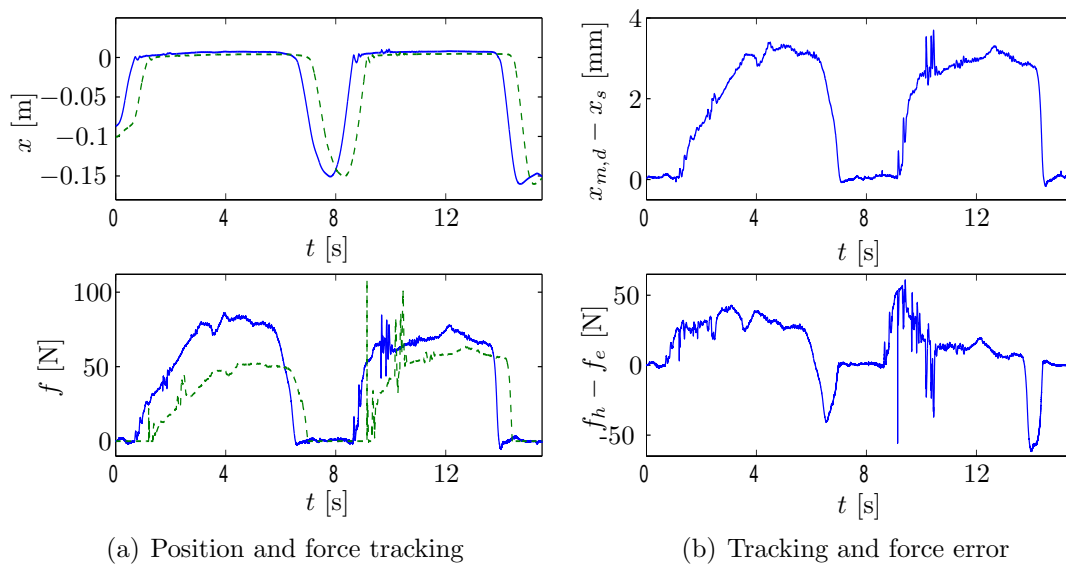 0
−0.05
−0.1
−0.15
x [m]
0 4 8 12
t [s]
4
2
0
x_{m,d} − x_s [mm]
0 4 8 12
t [s]
100
50
0
f [N]
0 4 8 12
t [s]
50
0
-50
f_h − f_e [N]
0 4 8 12
t [s]
(a) Position and force tracking
(b) Tracking and force error